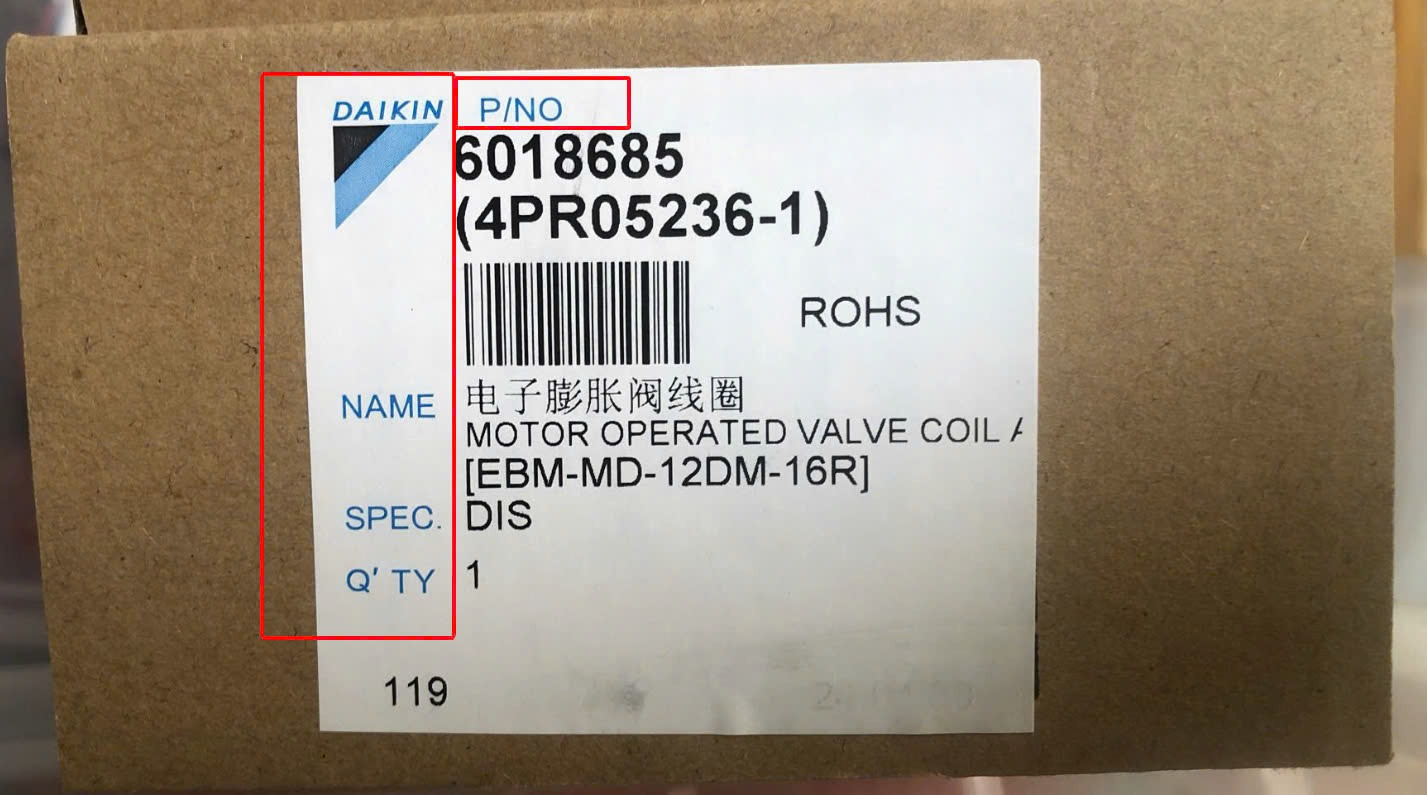 DAIKIN P/NO
6018685
(4PR05236-1)
ROHS
NAME 电子膨胀阀线圈
MOTOR OPERATED VALVE COIL
[EBM-MD-12DM-16R]
SPEC. DIS
Q'TY 1
119